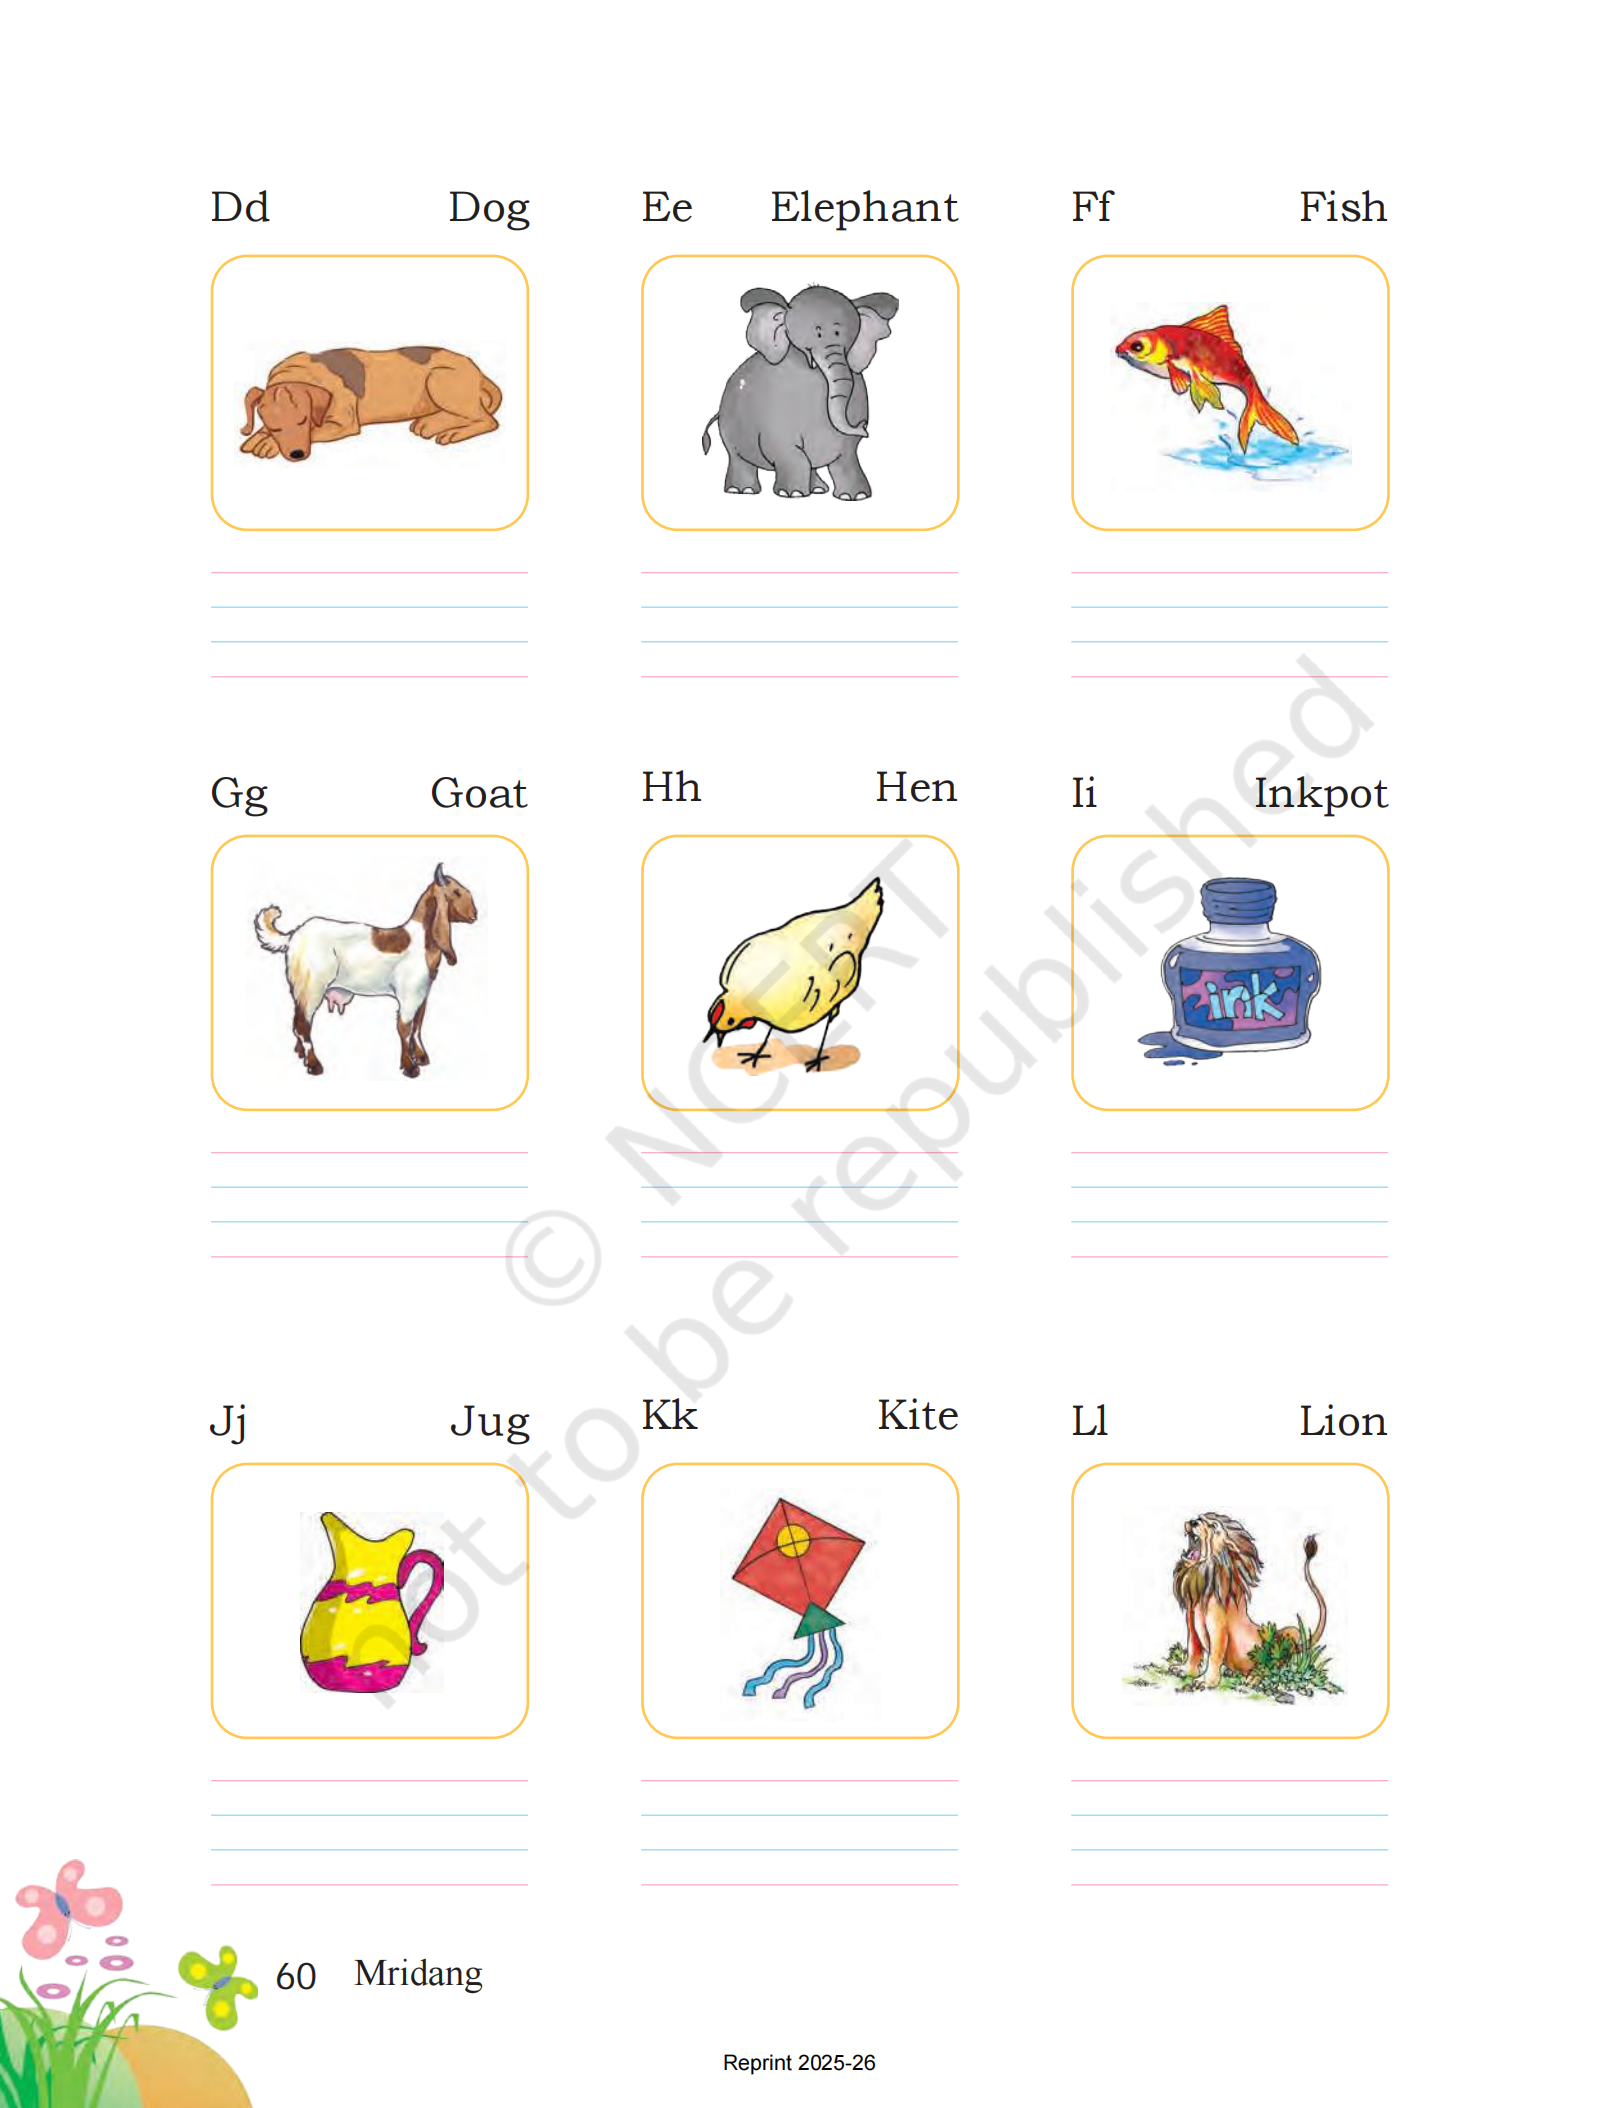 Dd Dog Ee Elephant Ff Fish
Gg Goat Hh Hen Ii Inkpot
ink
Jj Jug Kk Kite Ll Lion
© NCERT
not to be republished
60 Mridang
Reprint 2025-26